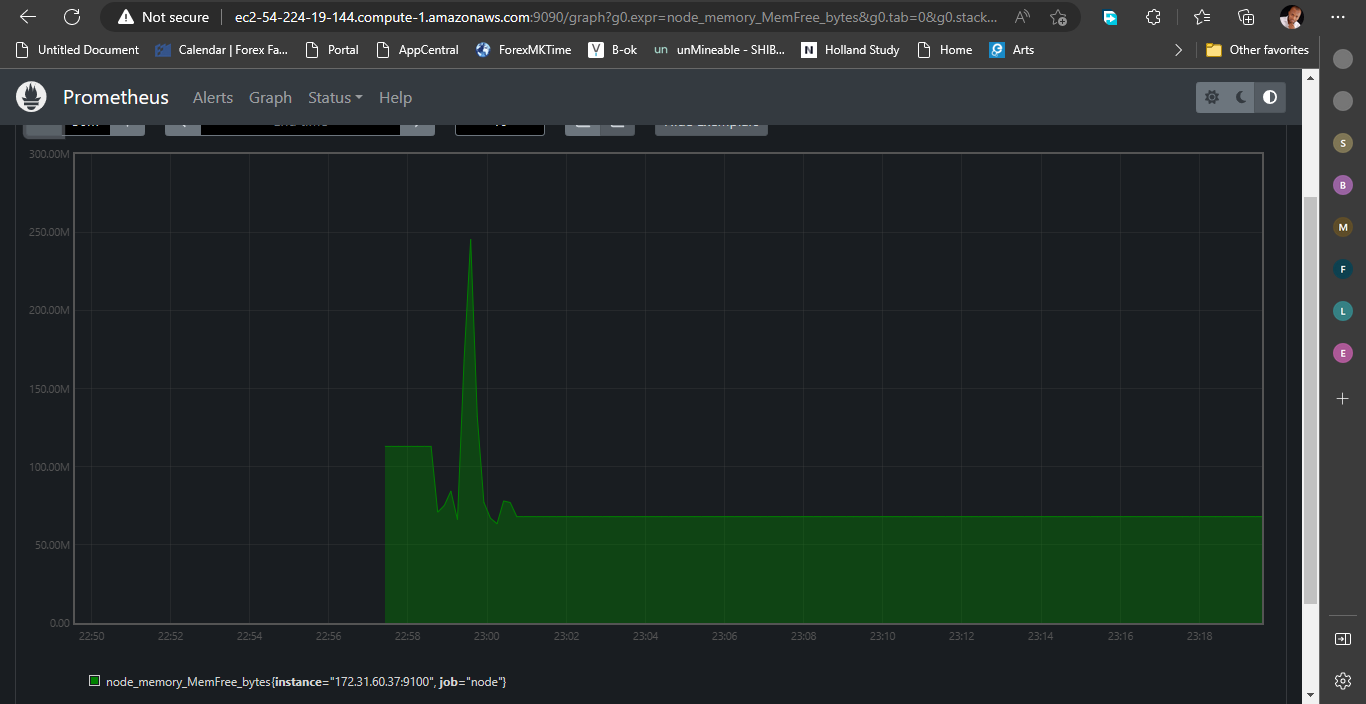 Not secure ec2-54-224-19-144.compute-1.amazonaws.com:9090/graph?g0.expr=node_memory_MemFree_bytes&g0.tab=0&g0.stack...
Untitled Document Calendar | Forex Fa... Portal AppCentral ForexMKTime V B-ok un unMineable - SHIB... N Holland Study Home Arts Other favorites
Prometheus Alerts Graph Status Help
300.00M
250.00M
200.00M
150.00M
100.00M
50.00M
0.00
22:50 22:52 22:54 22:56 22:58 23:00 23:02 23:04 23:06 23:08 23:10 23:12 23:14 23:16 23:18
node_memory_MemFree_bytes{instance="172.31.60.37:9100", job="node"}
S
B
M
F
L
E